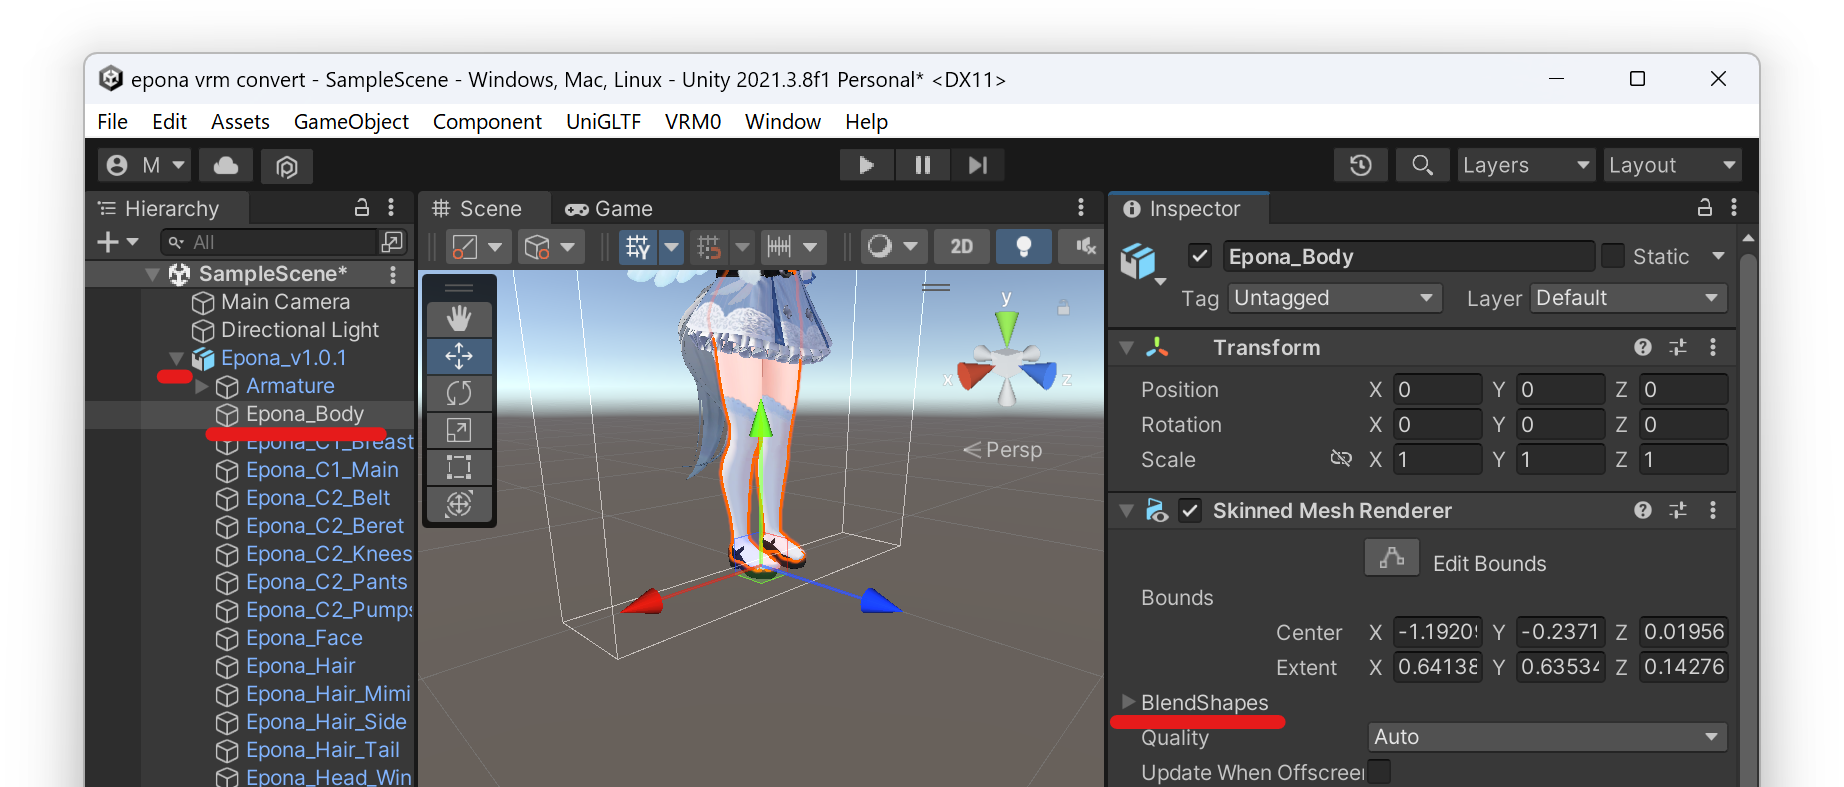 epona vrm convert - SampleScene - Windows, Mac, Linux - Unity 2021.3.8f1 Personal* <DX11>
File Edit Assets GameObject Component UniGLTF VRM0 Window Help
M
Layers Layout
Hierarchy
All
SampleScene*
Main Camera
Directional Light
Epona_v1.0.1
Armature
Epona_Body
Epona_C1_Breast
Epona_C1_Main
Epona_C2_Belt
Epona_C2_Beret
Epona_C2_Knees
Epona_C2_Pants
Epona_C2_Pumps
Epona_Face
Epona_Hair
Epona_Hair_Mimi
Epona_Hair_Side
Epona_Hair_Tail
Epona_Head_Win
Scene Game
2D
y
x z
Persp
Inspector
Epona_Body Static
Tag Untagged Layer Default
Transform
Position X 0 Y 0 Z 0
Rotation X 0 Y 0 Z 0
Scale X 1 Y 1 Z 1
Skinned Mesh Renderer
Edit Bounds
Bounds
Center X -1.1920 Y -0.2371 Z 0.01956
Extent X 0.64138 Y 0.63534 Z 0.14276
BlendShapes
Quality Auto
Update When Offscreen